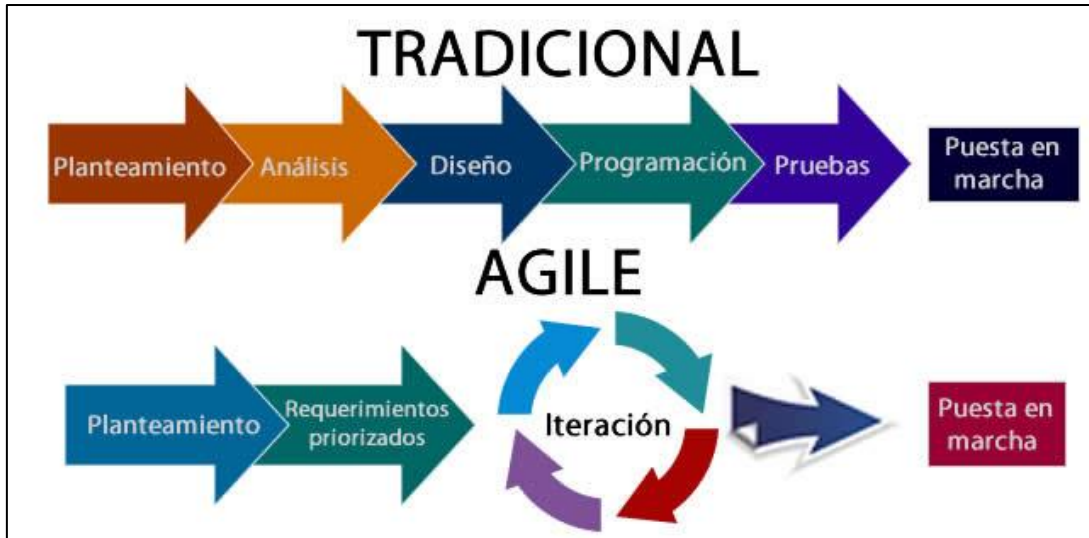 TRADICIONAL
Planteamiento
Análisis
Diseño
Programación
Pruebas
Puesta en
marcha
AGILE
Planteamiento
Requerimientos
priorizados
Iteración
Puesta en
marcha